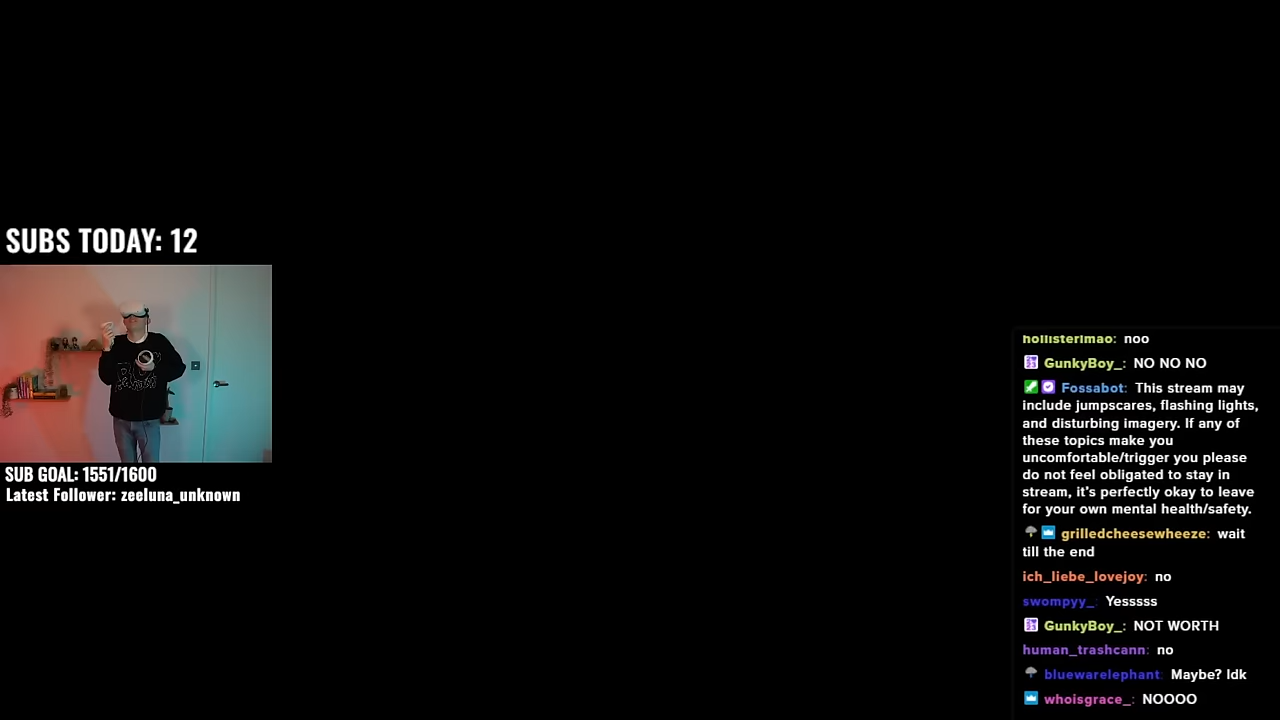 SUBS TODAY: 12
SUB GOAL: 1551/1600
Latest Follower: zeeluna_unknown
hollisterlmao: noo
GunkyBoy_: NO NO NO
Fossabot: This stream may
include jumpscares, flashing lights,
and disturbing imagery. If any of
these topics make you
uncomfortable/trigger you please
do not feel obligated to stay in
stream, it's perfectly okay to leave
for your own mental health/safety.
grilledcheesewheeze: wait
till the end
ich_liebe_lovejoy: no
swompyy_: Yesssss
GunkyBoy_: NOT WORTH
human_trashcann: no
bluewarelephant: Maybe? Idk
whoisgrace_: NOOOO